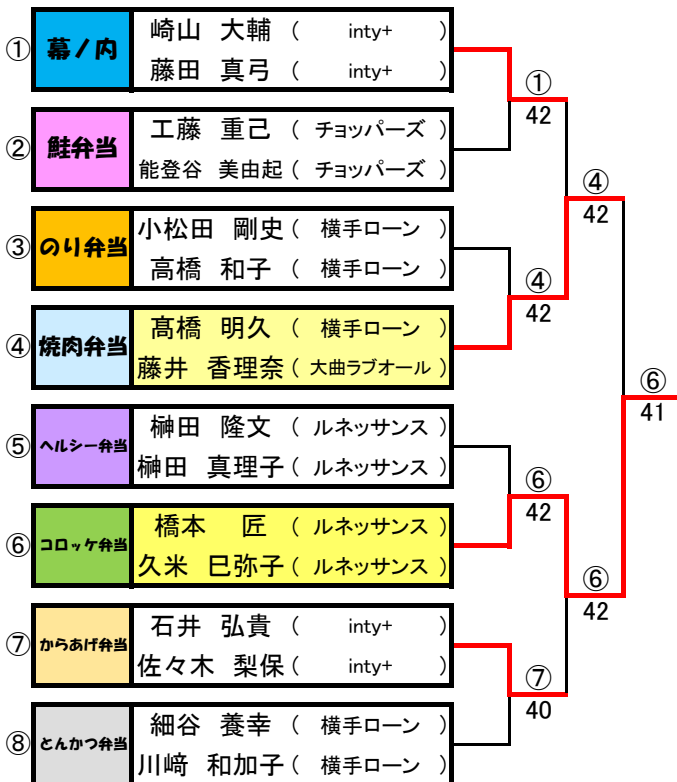 ① 幕ノ内 崎山 大輔 ( inty+ )
藤田 真弓 ( inty+ )
② 鮭弁当 工藤 重己 ( チョッパーズ )
能登谷 美由起 ( チョッパーズ )
③ のり弁当 小松田 剛史 ( 横手ローン )
高橋 和子 ( 横手ローン )
④ 焼肉弁当 髙橋 明久 ( 横手ローン )
藤井 香理奈 ( 大曲ラブオール )
⑤ ヘルシー弁当 榊田 隆文 ( ルネッサンス )
榊田 真理子 ( ルネッサンス )
⑥ コロッケ弁当 橋本 匠 ( ルネッサンス )
久米 巳弥子 ( ルネッサンス )
⑦ からあげ弁当 石井 弘貴 ( inty+ )
佐々木 梨保 ( inty+ )
⑧ とんかつ弁当 細谷 養幸 ( 横手ローン )
川﨑 和加子 ( 横手ローン )
①
42
④
42
⑥
42
⑦
40
④
42
⑥
42
⑥
41